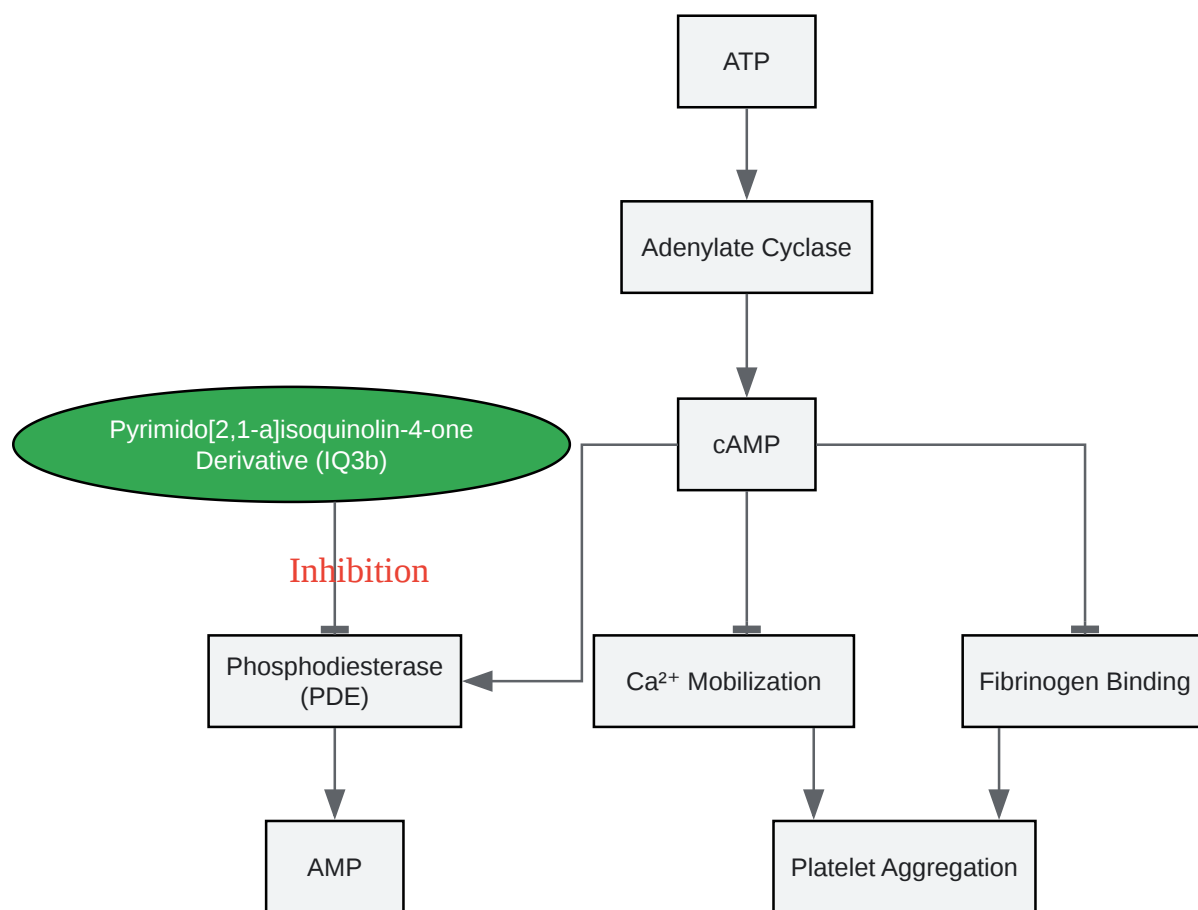 ATP
Adenylate Cyclase
Pyrimido[2,1-a]isoquinolin-4-one
Derivative (IQ3b)
cAMP
Inhibition
Phosphodiesterase
(PDE)
Ca²⁺ Mobilization
Fibrinogen Binding
AMP
Platelet Aggregation